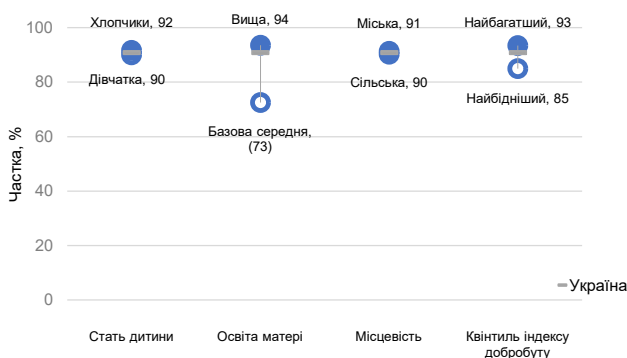 Частка, %
100
80
60
40
20
0
Хлопчики, 92
Дівчатка, 90
Вища, 94
Базова середня,
(73)
Міська, 91
Сільська, 90
Найбагатший, 93
Найбідніший, 85
Україна
Стать дитини
Освіта матері
Місцевість
Квінтиль індексу
добробуту